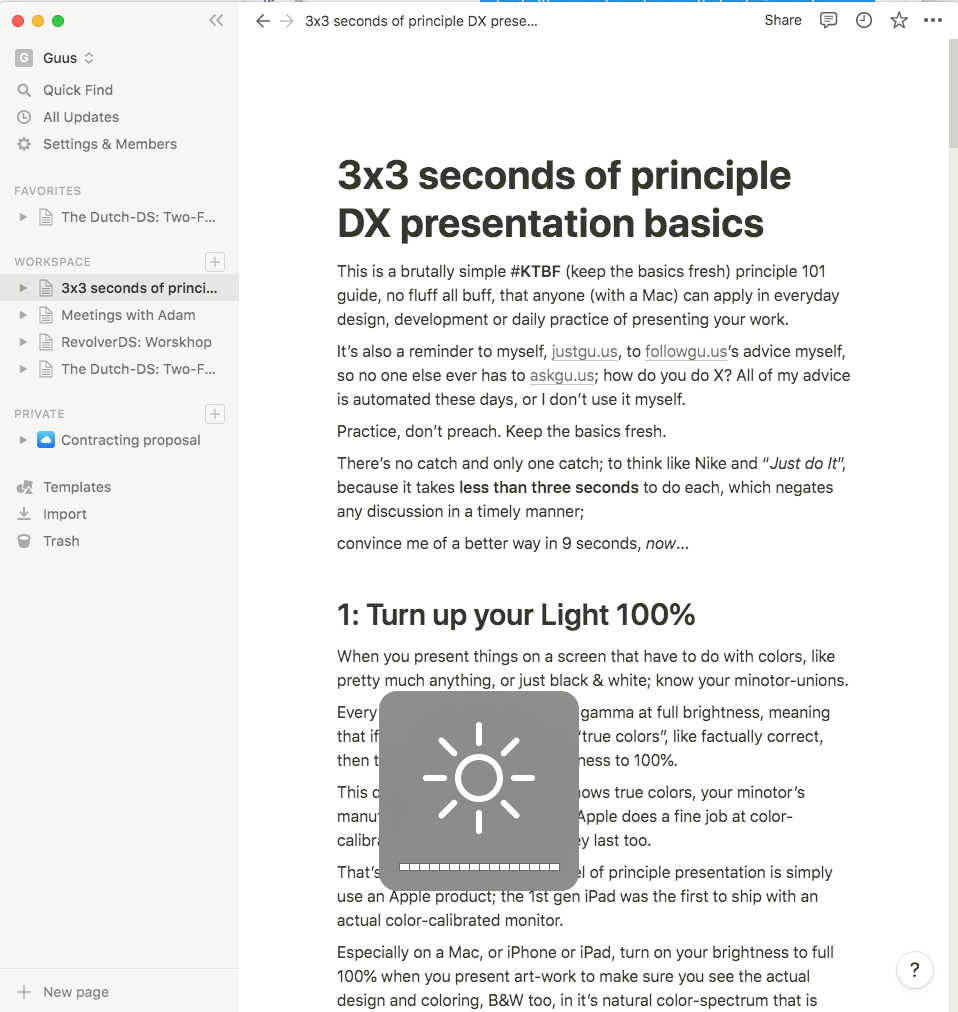 3x3 seconds of principle DX prese...
Share
G
Guus
Quick Find
All Updates
Settings & Members
FAVORITES
The Dutch-DS: Two-F...
WORKSPACE
3x3 seconds of princi...
Meetings with Adam
RevolverDS: Worskhop
The Dutch-DS: Two-F...
PRIVATE
Contracting proposal
Templates
Import
Trash
New page
3x3 seconds of principle
DX presentation basics
This is a brutally simple #KTBF (keep the basics fresh) principle 101
guide, no fluff all buff, that anyone (with a Mac) can apply in everyday
design, development or daily practice of presenting your work.
It’s also a reminder to myself, justgu.us, to followgu.us’s advice myself,
so no one else ever has to askgu.us; how do you do X? All of my advice
is automated these days, or I don’t use it myself.
Practice, don’t preach. Keep the basics fresh.
There’s no catch and only one catch; to think like Nike and “Just do It”,
because it takes less than three seconds to do each, which negates
any discussion in a timely manner;
convince me of a better way in 9 seconds, now...
1: Turn up your Light 100%
When you present things on a screen that have to do with colors, like
pretty much anything, or just black & white; know your minotor-unions.
Every gamma at full brightness, meaning
that if “true colors”, like factually correct,
then to 100%.
This true colors, your minotor’s
Apple does a fine job at color-
last too.
That’s of principle presentation is simply
use an Apple product; the 1st gen iPad was the first to ship with an
actual color-calibrated monitor.
Especially on a Mac, or iPhone or iPad, turn on your brightness to full
100% when you present art-work to make sure you see the actual
design and coloring, B&W too, in it’s natural color-spectrum that is
?